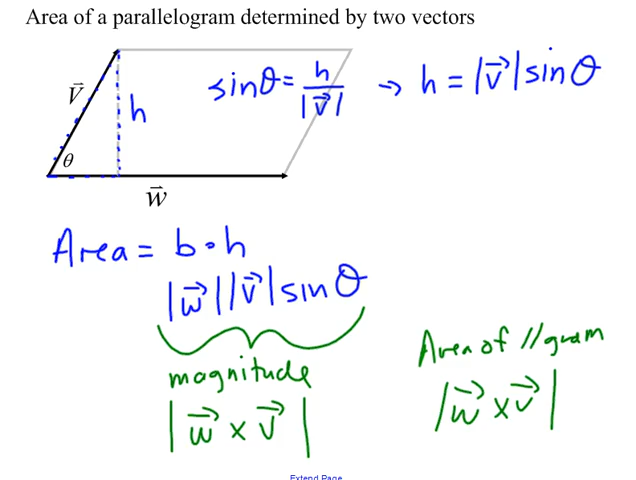 Area of a parallelogram determined by two vectors
V⃗
h
θ
w⃗
sinθ = h/|v⃗| → h = |v⃗| sinθ
Area = b · h
|w⃗||v⃗| sinθ
magnitude
|w⃗ × v⃗|
Area of //gram
|w⃗ × v⃗|
Extend Page